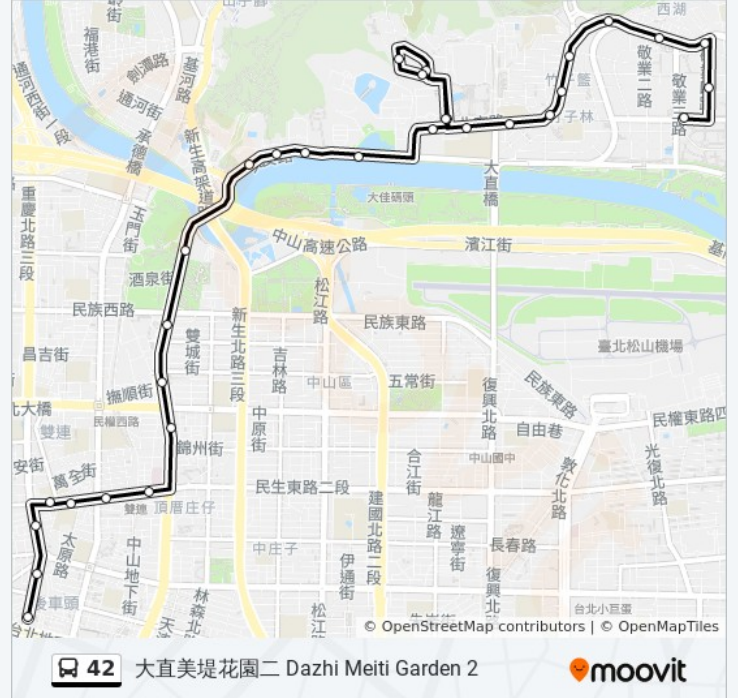 西湖
福港街
劍潭路
基河路
通河西街一段
通河街
承德橋
新生高架道路
敬業二路
敬業三路
大直橋
大佳碼頭
重慶北路三段
玉門街
中山高速公路
濱江街
酒泉街
民族西路
松江路
民族東路
新生北路三段
雙城街
臺北松山機場
昌吉街
吉林路
中山區
五常街
撫順街
復興北路
民族東路
民權西路
中原街
自由巷
民權東路四
雙連
錦州街
中山國中
光復北路
安街
萬全街
合江街
敦化北路
民生東路二段
建國北路二段
龍江路
遼寧街
雙連
頂厝庄仔
太原路
中山地下街
中庄子
伊通街
長春路
復興北
後車頭
林森北
松江
台北小巨蛋
© OpenStreetMap contributors | © OpenMapTiles
42 大直美堤花園二 Dazhi Meiti Garden 2 moovit